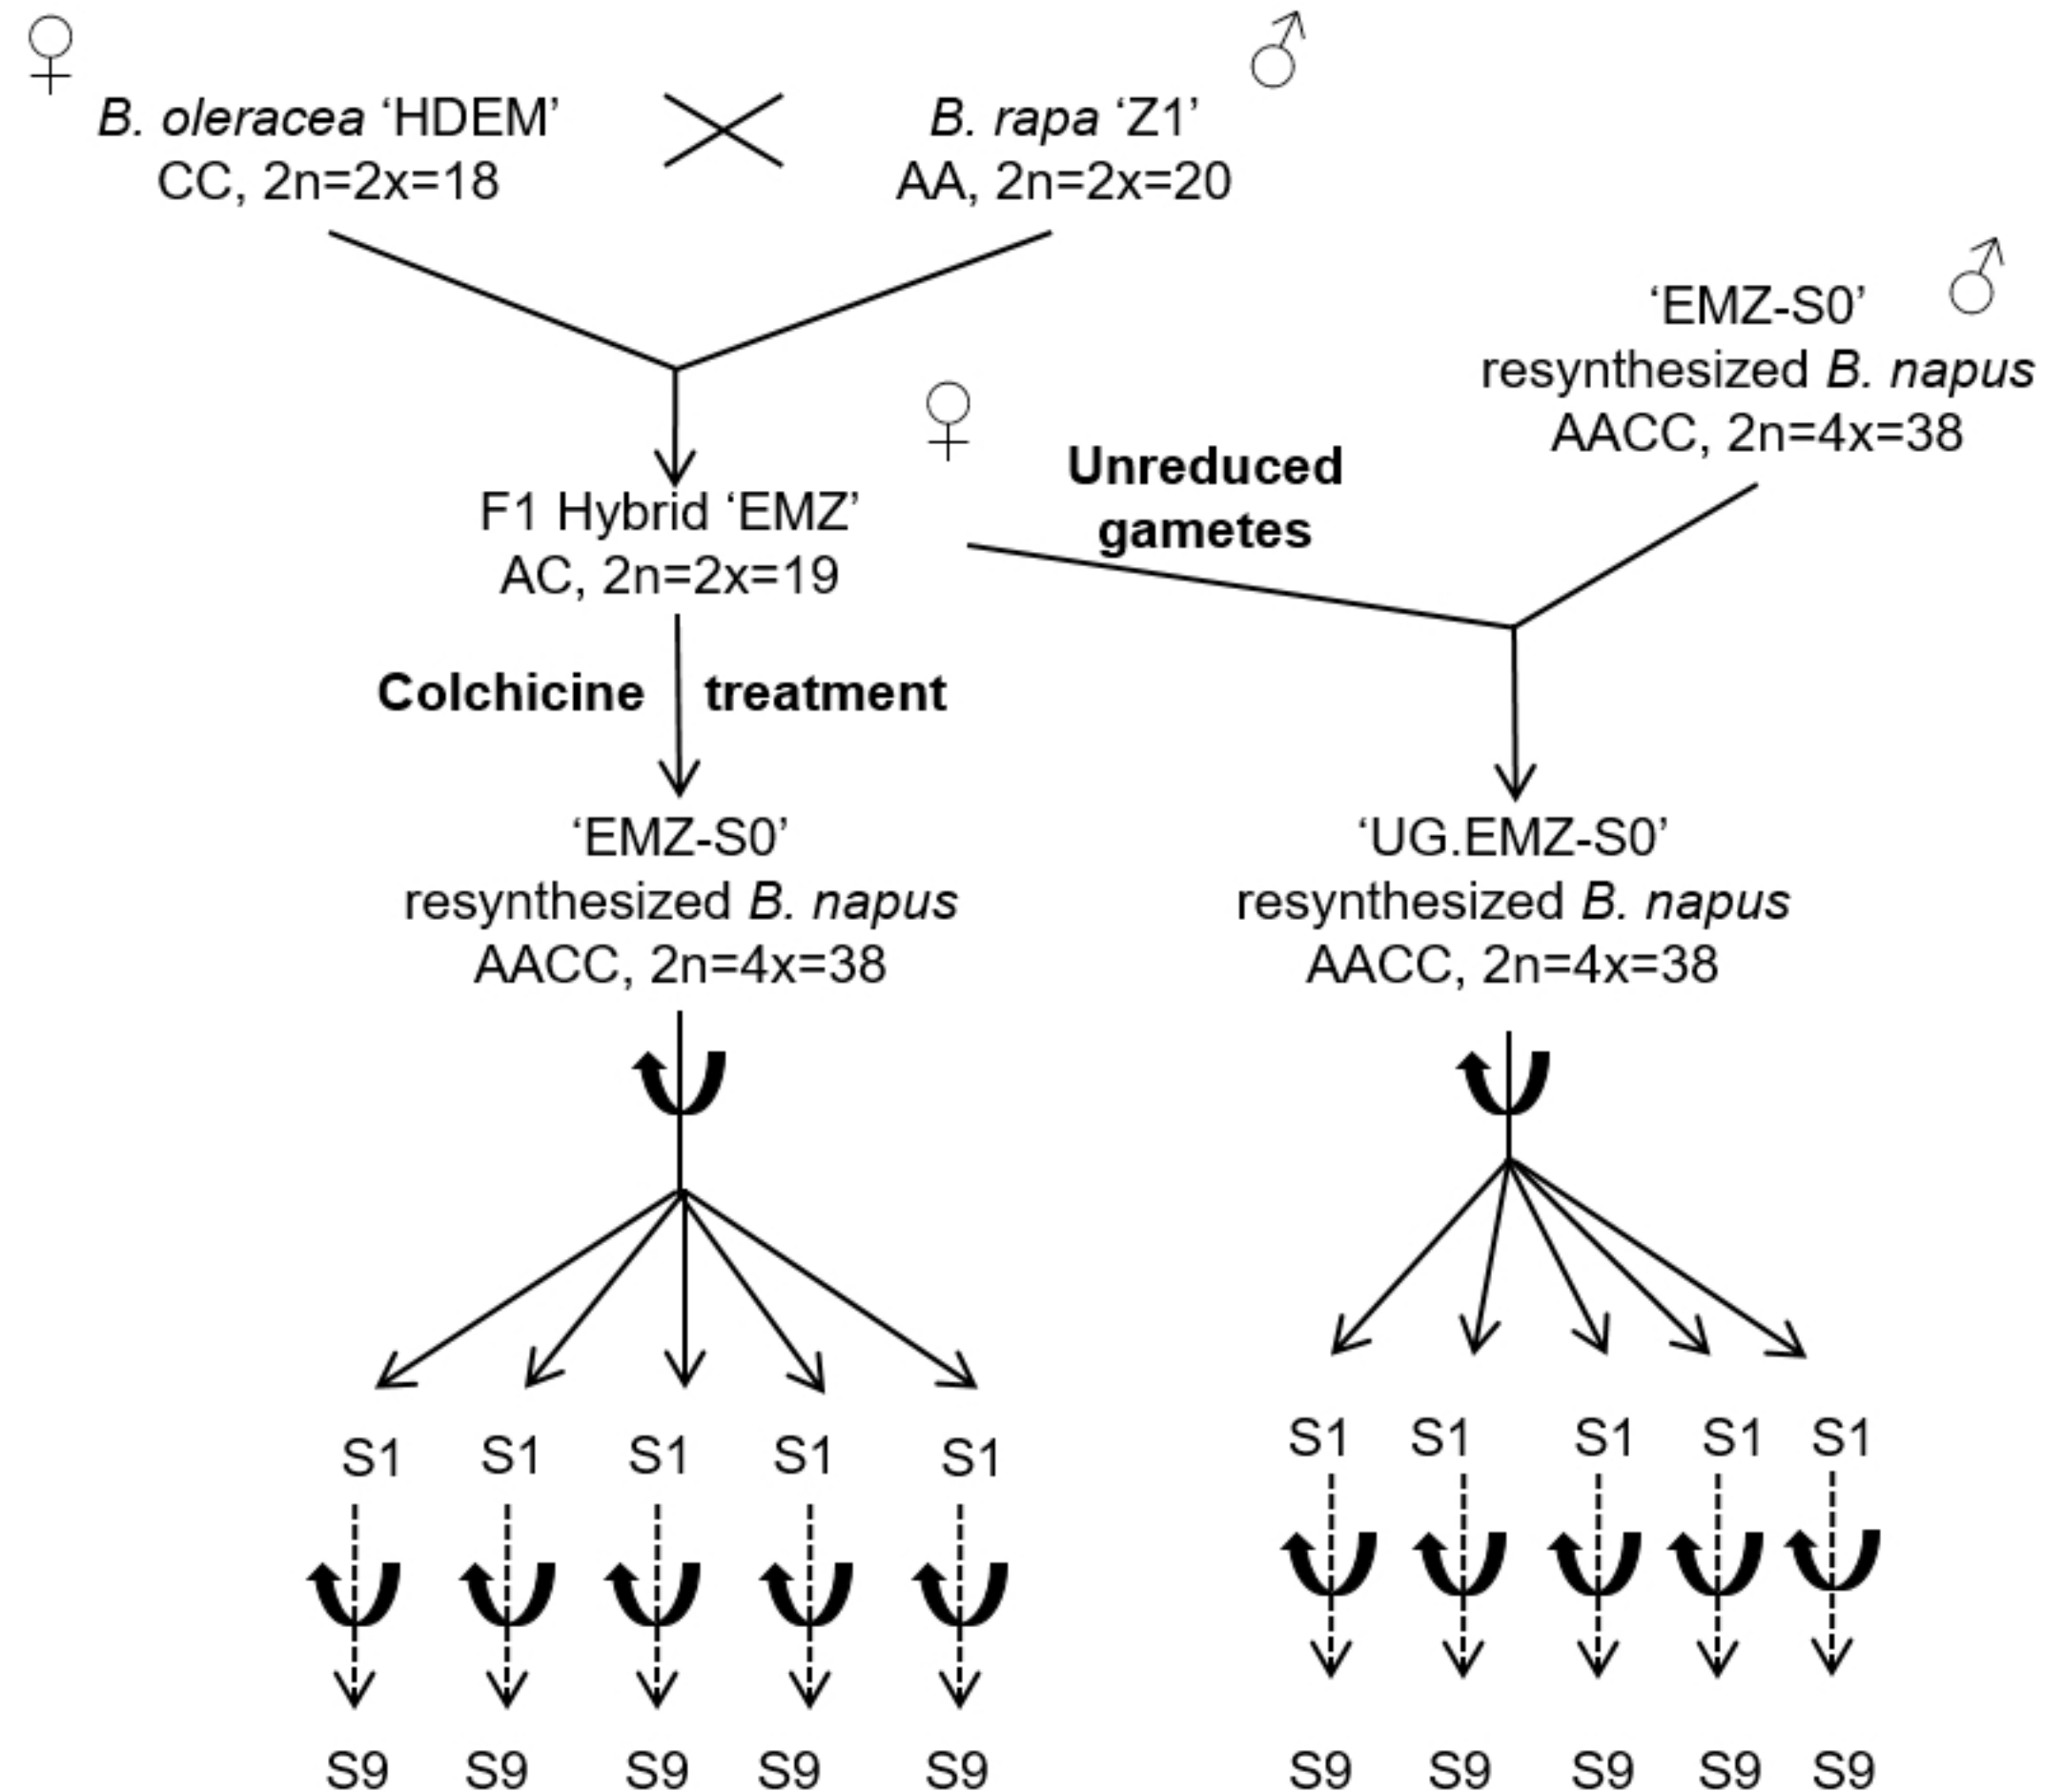 ♀
♂
B. oleracea ‘HDEM’
CC, 2n=2x=18
B. rapa ‘Z1’
AA, 2n=2x=20
‘EMZ-S0’ ♂
resynthesized B. napus
AACC, 2n=4x=38
♀
Unreduced
gametes
F1 Hybrid ‘EMZ’
AC, 2n=2x=19
Colchicine treatment
‘EMZ-S0’
resynthesized B. napus
AACC, 2n=4x=38
‘UG.EMZ-S0’
resynthesized B. napus
AACC, 2n=4x=38
S1 S1 S1 S1 S1
S1 S1 S1 S1 S1
S9 S9 S9 S9 S9
S9 S9 S9 S9 S9